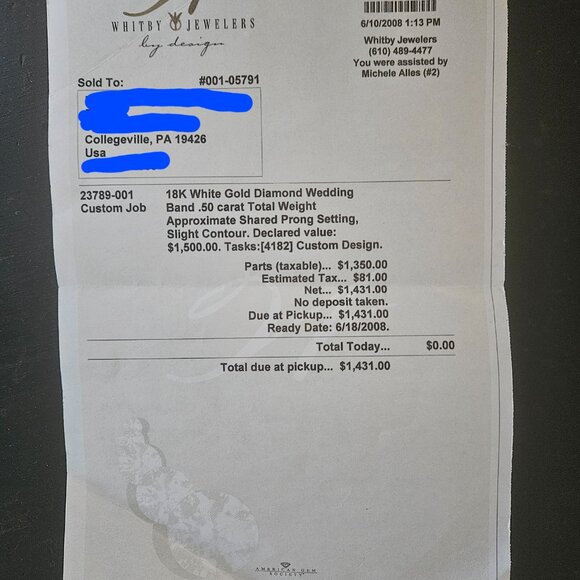 WHITBY JEWELERS
by design
6/10/2008 1:13 PM
Whitby Jewelers
(610) 489-4477
You were assisted by
Michele Alles (#2)
Sold To: #001-05791
Collegeville, PA 19426
Usa
23789-001 18K White Gold Diamond Wedding
Custom Job Band .50 carat Total Weight
Approximate Shared Prong Setting,
Slight Contour. Declared value:
$1,500.00. Tasks:[4182] Custom Design.
Parts (taxable)... $1,350.00
Estimated Tax... $81.00
Net... $1,431.00
No deposit taken.
Due at Pickup... $1,431.00
Ready Date: 6/18/2008.
Total Today... $0.00
Total due at pickup... $1,431.00
AMERICAN GEM
SOCIETY